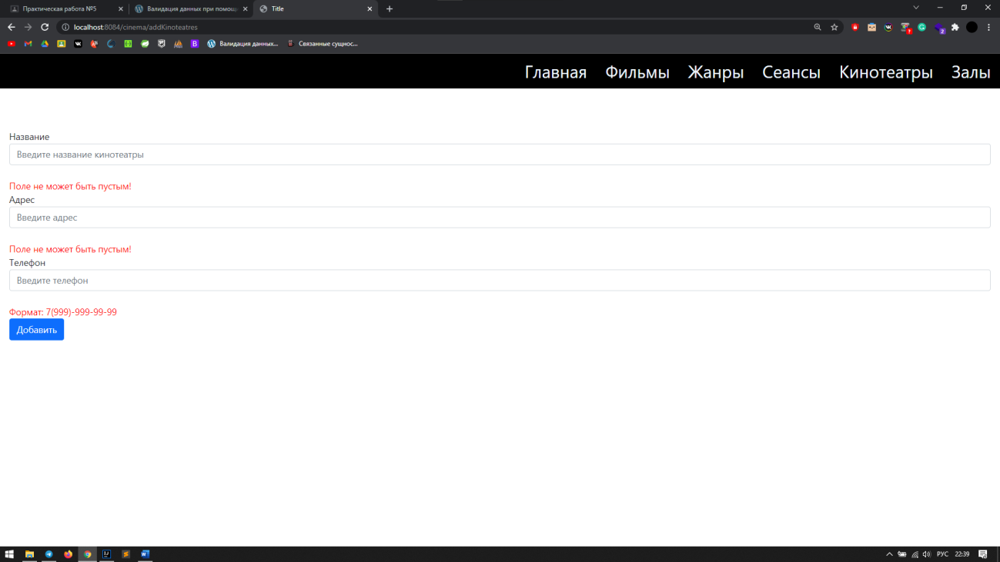 Практическая работа №5
Валидация данных при помощи
Title
localhost:8084/cinema/addKinoteatres
Валидация данных...
Связанные сущнос...
Главная Фильмы Жанры Сеансы Кинотеатры Залы
Название
Введите название кинотеатры
Поле не может быть пустым!
Адрес
Введите адрес
Поле не может быть пустым!
Телефон
Введите телефон
Формат: 7(999)-999-99-99
Добавить
РУС 22:39